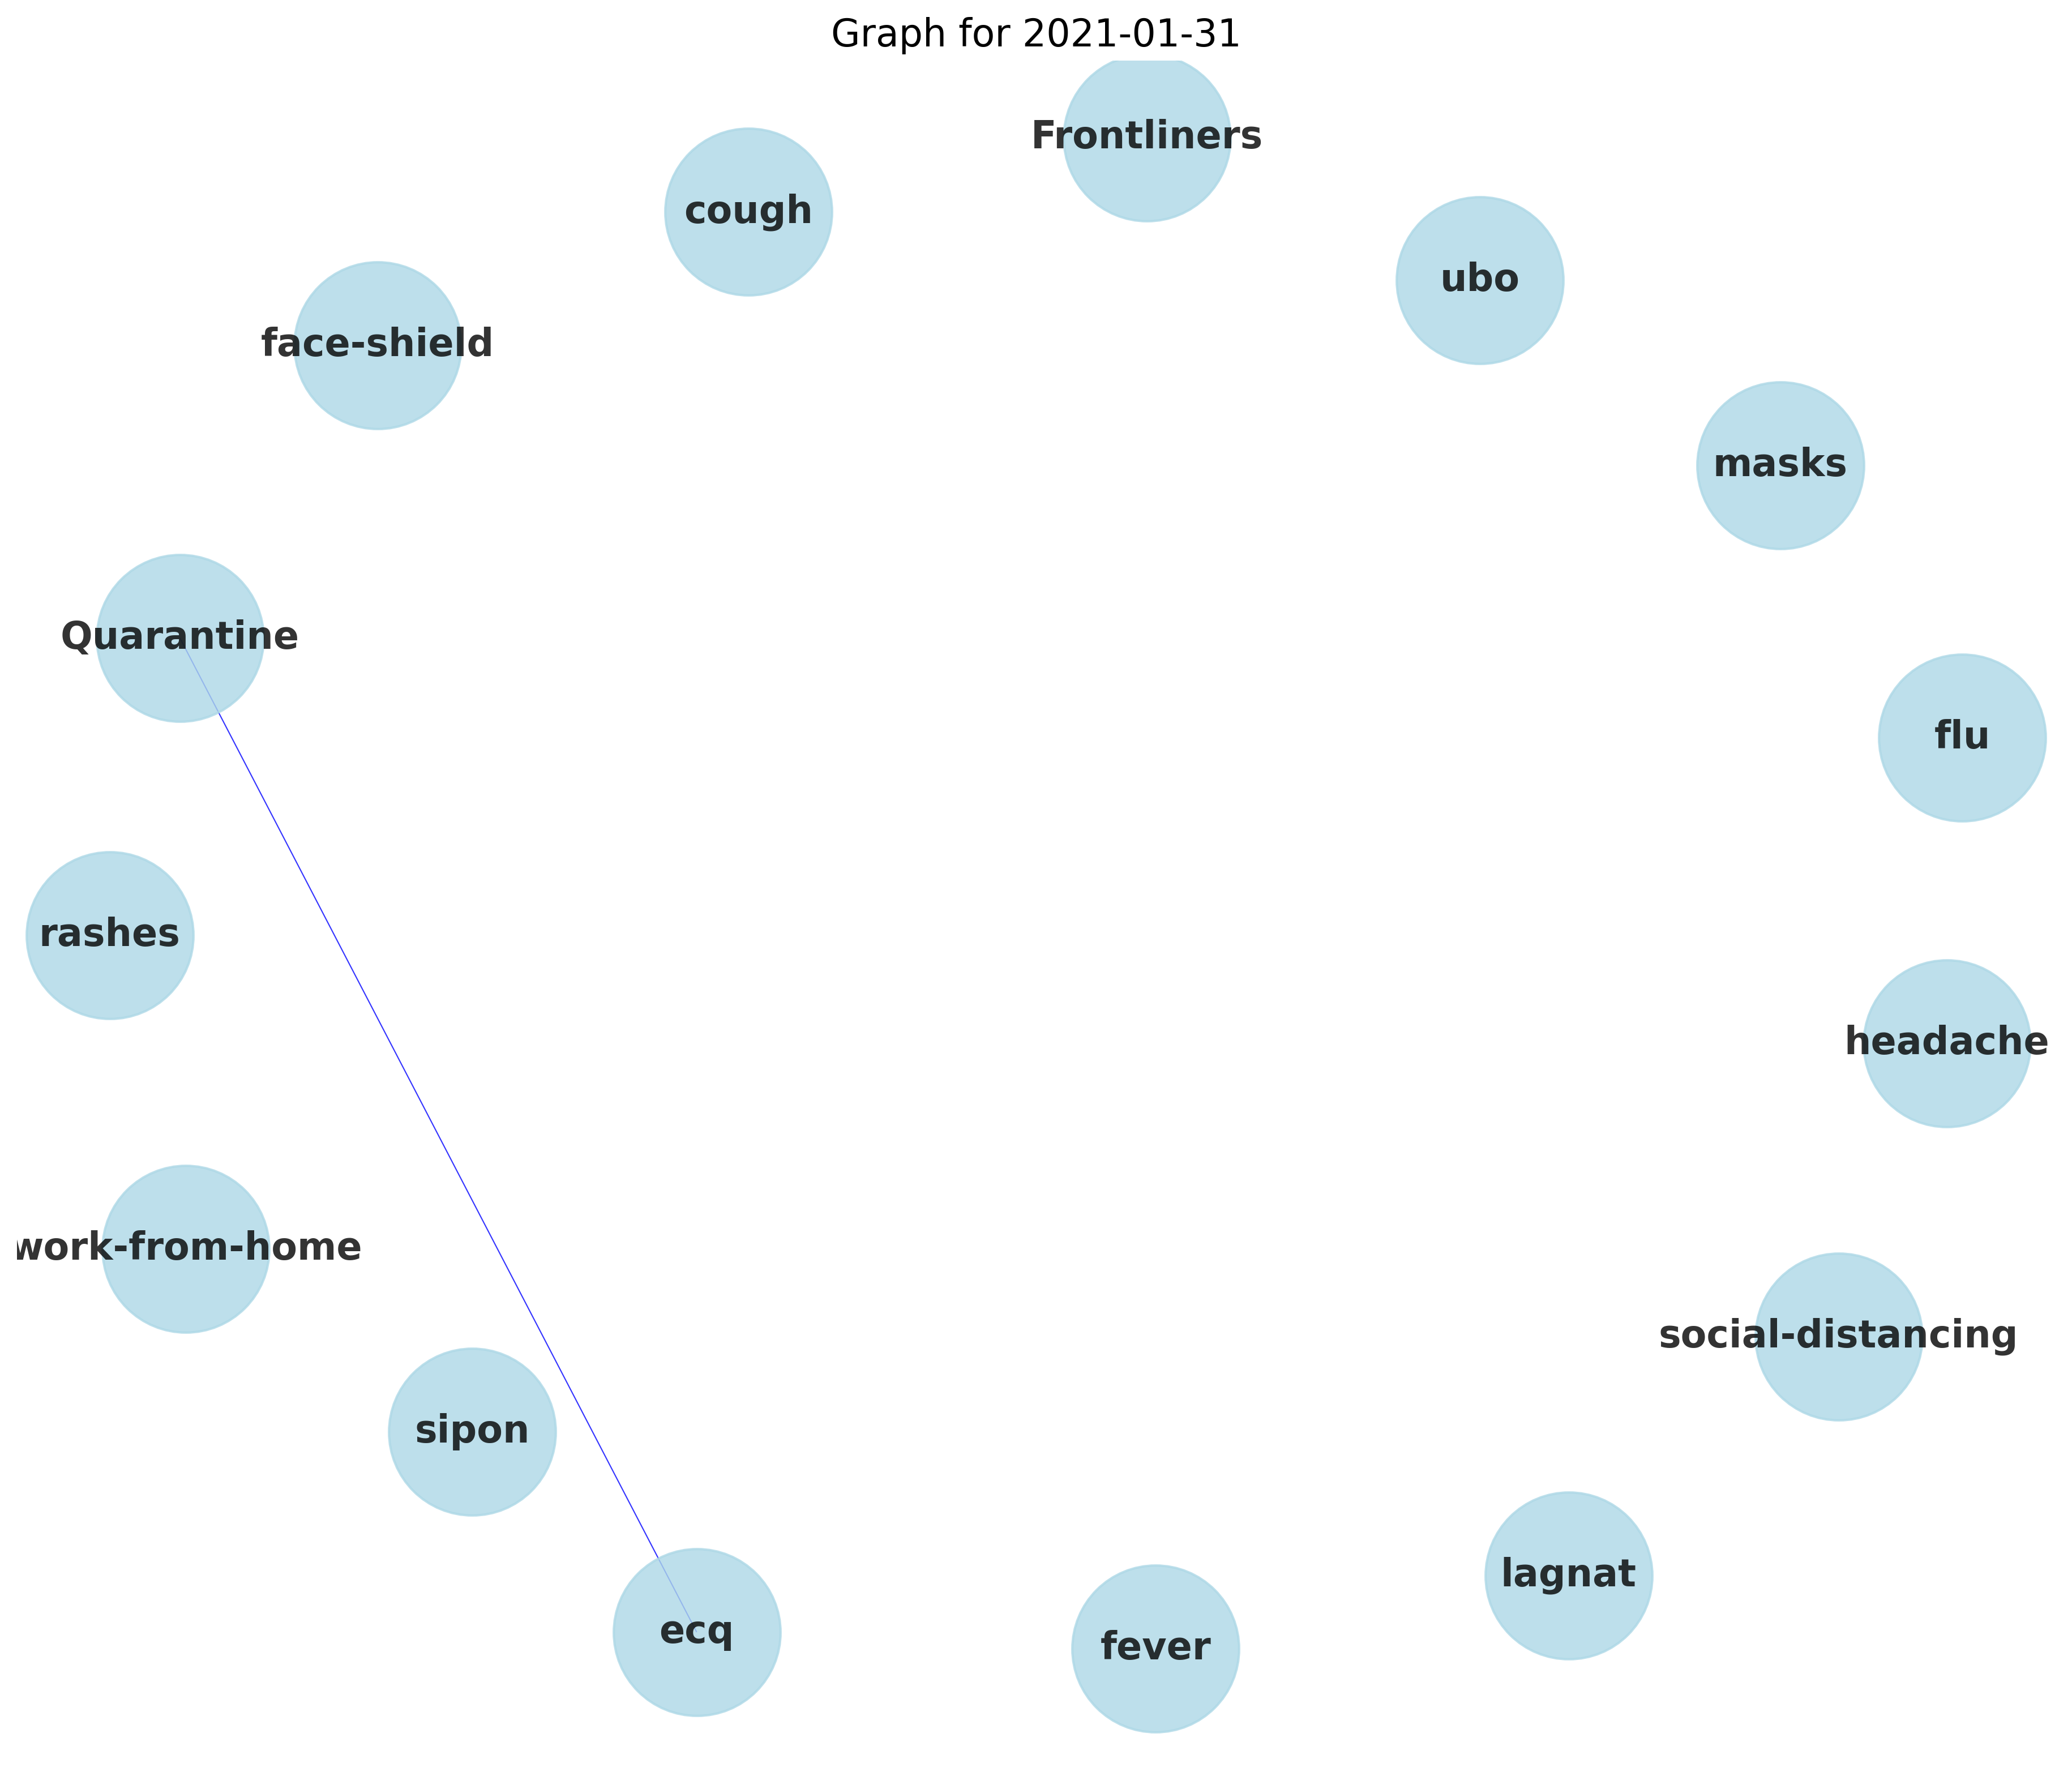 Graph for 2021-01-31
Frontliners
cough
ubo
face-shield
masks
Quarantine
flu
rashes
headache
work-from-home
social-distancing
sipon
lagnat
ecq
fever